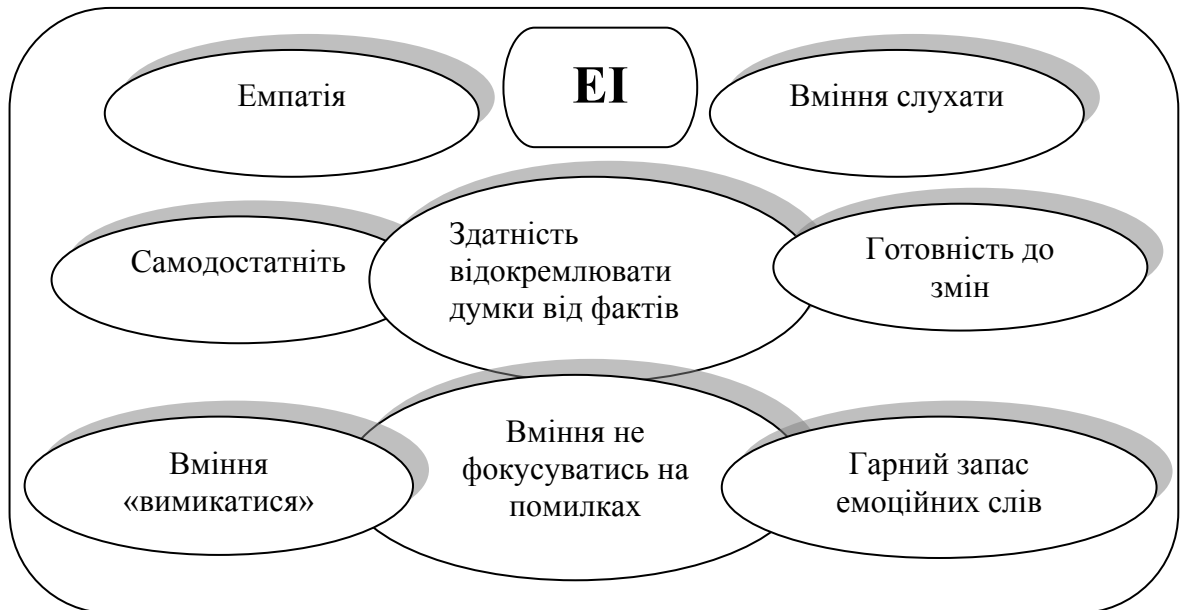 Емпатія
ЕІ
Вміння слухати
Самодостатніть
Здатність
відокремлювати
думки від фактів
Готовність до
змін
Вміння
«вимикатися»
Вміння не
фокусуватись на
помилках
Гарний запас
емоційних слів